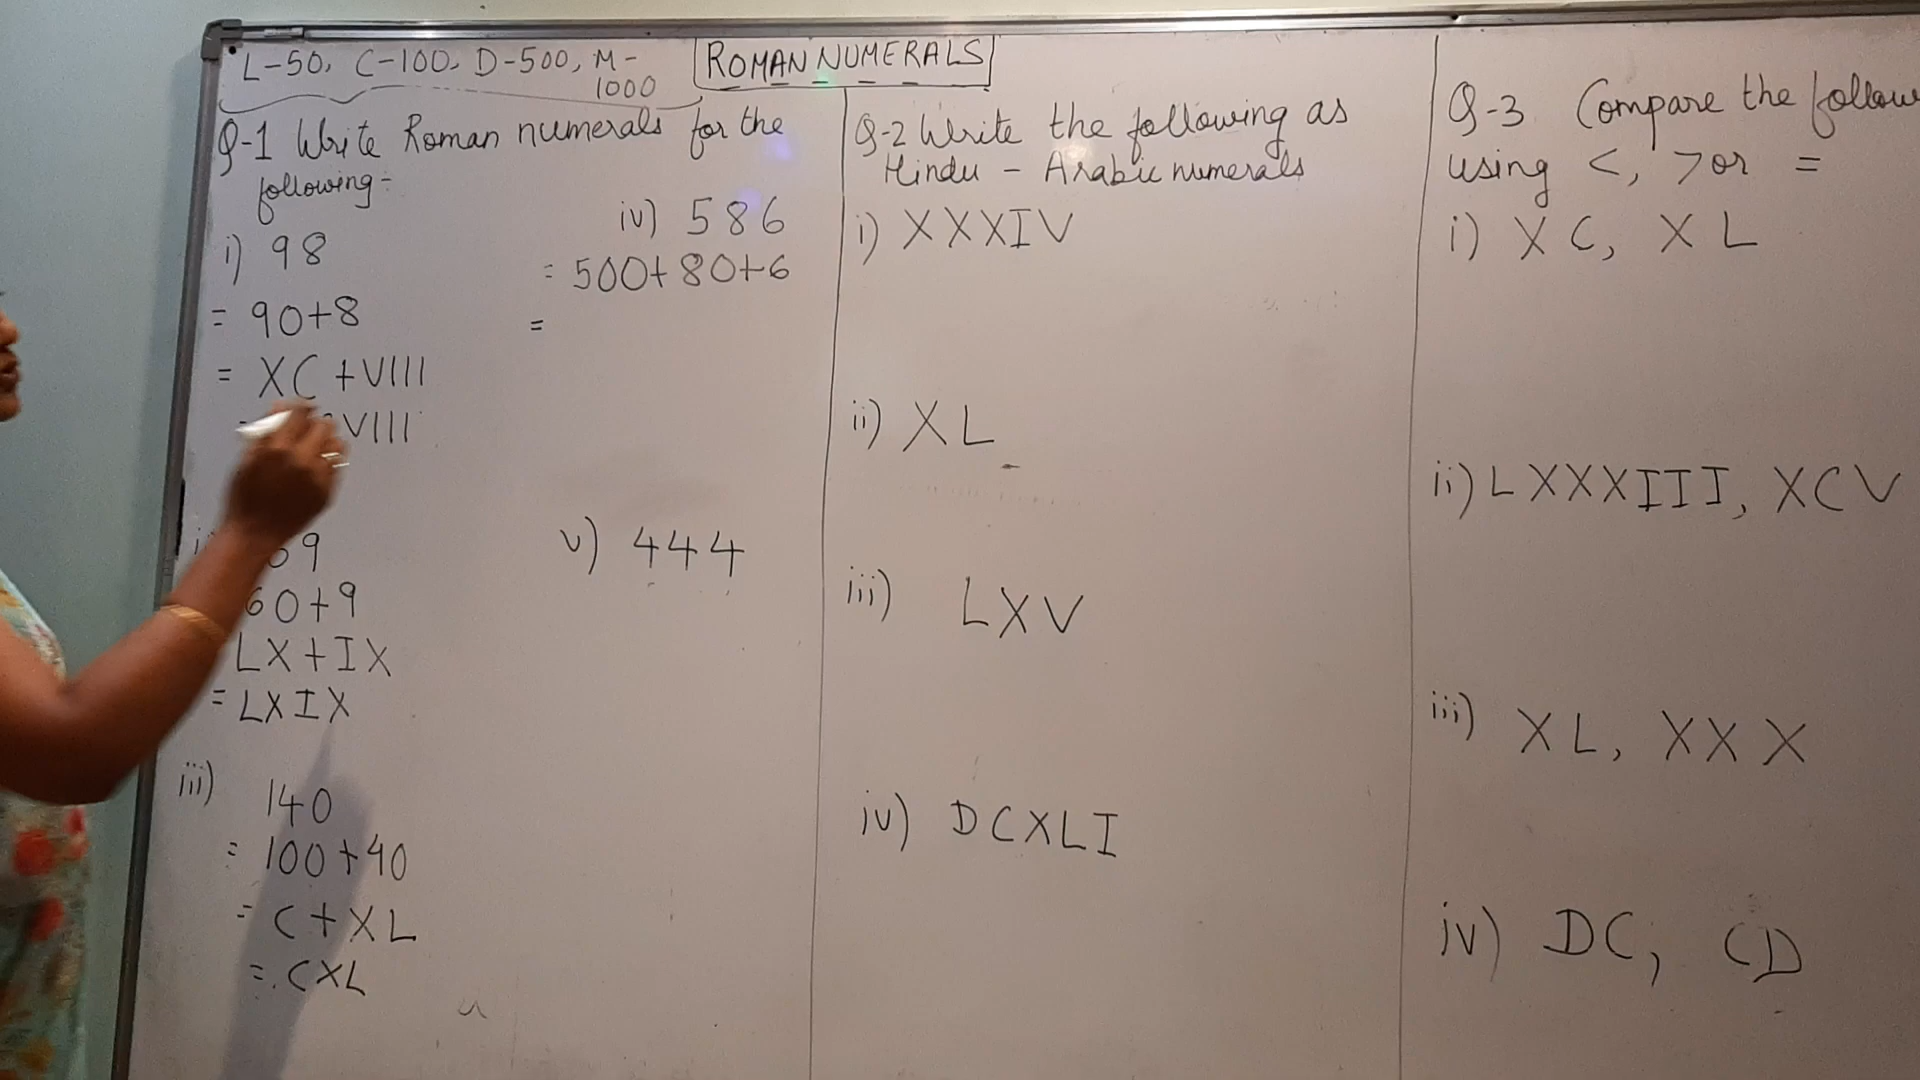 L-50, C-100, D-500, M-
1000
ROMAN NUMERALS
Q-1 Write Roman numerals for the
following:-
i) 98
= 90+8
= XC+VIII
VIII
69
60+9
LX+IX
= LXIX
iii) 140
= 100+40
= C+XL
= CXL
iv) 586
= 500+80+6
=
v) 444
Q-2 Write the following as
Hindu - Arabic numerals
i) XXXIV
ii) XL
iii) LXV
iv) DCXLI
Q-3 Compare the follow
using <, > or =
i) XC, XL
ii) LXXXIII, XCV
iii) XL, XXX
iv) DC, CD